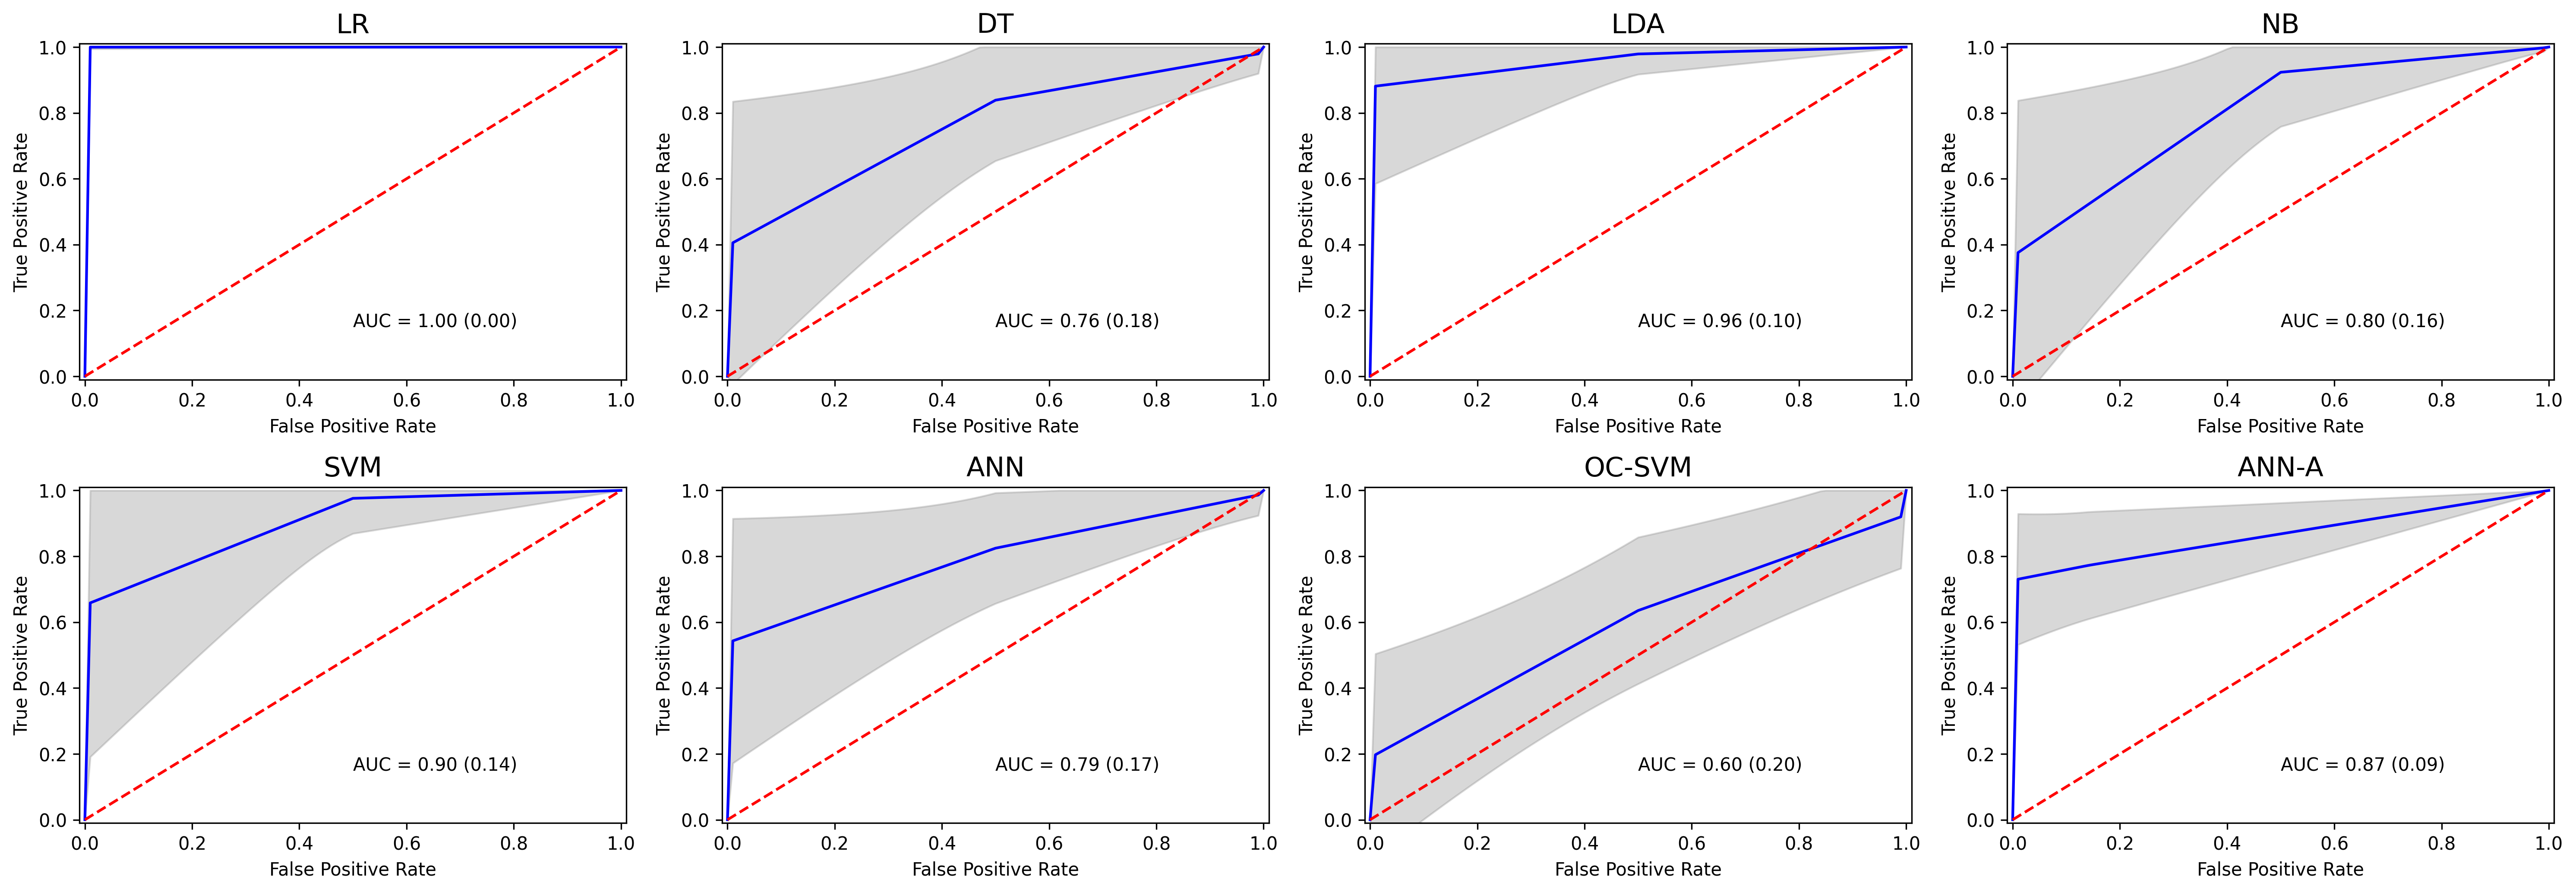 LR
1.0
0.8
0.6
0.4
0.2
0.0
True Positive Rate
AUC = 1.00 (0.00)
0.0 0.2 0.4 0.6 0.8 1.0
False Positive Rate
DT
1.0
0.8
0.6
0.4
0.2
0.0
True Positive Rate
AUC = 0.76 (0.18)
0.0 0.2 0.4 0.6 0.8 1.0
False Positive Rate
LDA
1.0
0.8
0.6
0.4
0.2
0.0
True Positive Rate
AUC = 0.96 (0.10)
0.0 0.2 0.4 0.6 0.8 1.0
False Positive Rate
NB
1.0
0.8
0.6
0.4
0.2
0.0
True Positive Rate
AUC = 0.80 (0.16)
0.0 0.2 0.4 0.6 0.8 1.0
False Positive Rate
SVM
1.0
0.8
0.6
0.4
0.2
0.0
True Positive Rate
AUC = 0.90 (0.14)
0.0 0.2 0.4 0.6 0.8 1.0
False Positive Rate
ANN
1.0
0.8
0.6
0.4
0.2
0.0
True Positive Rate
AUC = 0.79 (0.17)
0.0 0.2 0.4 0.6 0.8 1.0
False Positive Rate
OC-SVM
1.0
0.8
0.6
0.4
0.2
0.0
True Positive Rate
AUC = 0.60 (0.20)
0.0 0.2 0.4 0.6 0.8 1.0
False Positive Rate
ANN-A
1.0
0.8
0.6
0.4
0.2
0.0
True Positive Rate
AUC = 0.87 (0.09)
0.0 0.2 0.4 0.6 0.8 1.0
False Positive Rate